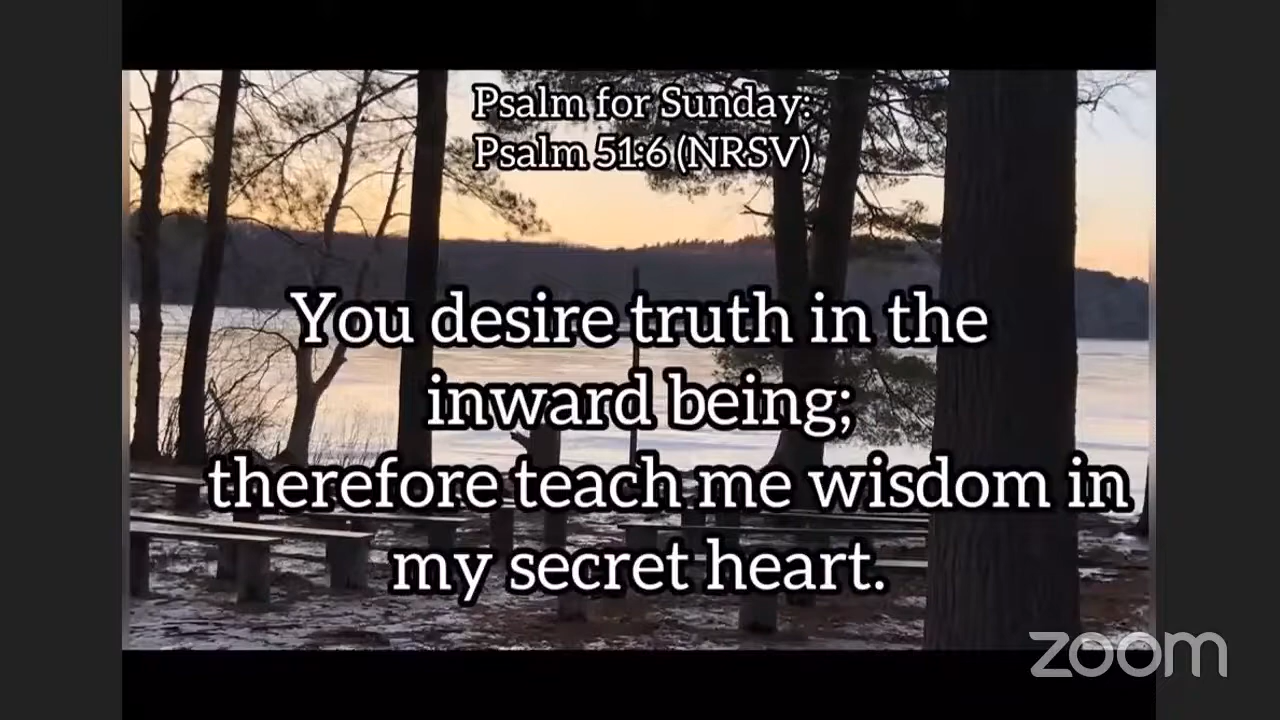 Psalm for Sunday:
Psalm 51:6 (NRSV)
You desire truth in the
inward being;
therefore teach me wisdom in
my secret heart.
zoom